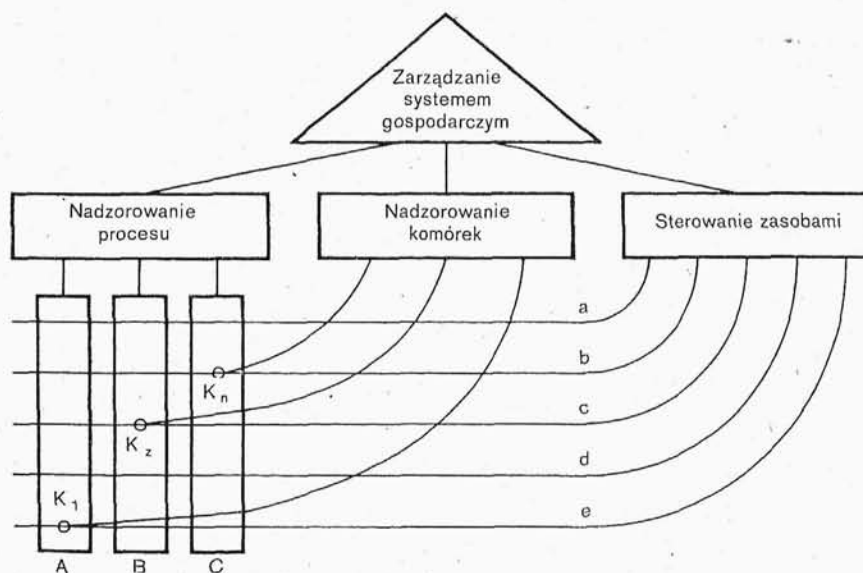 Zarządzanie
systemem
gospodarczym
Nadzorowanie
procesu
Nadzorowanie
komórek
Sterowanie zasobami
a
b
K n
c
K z
d
K 1
e
A
B
C